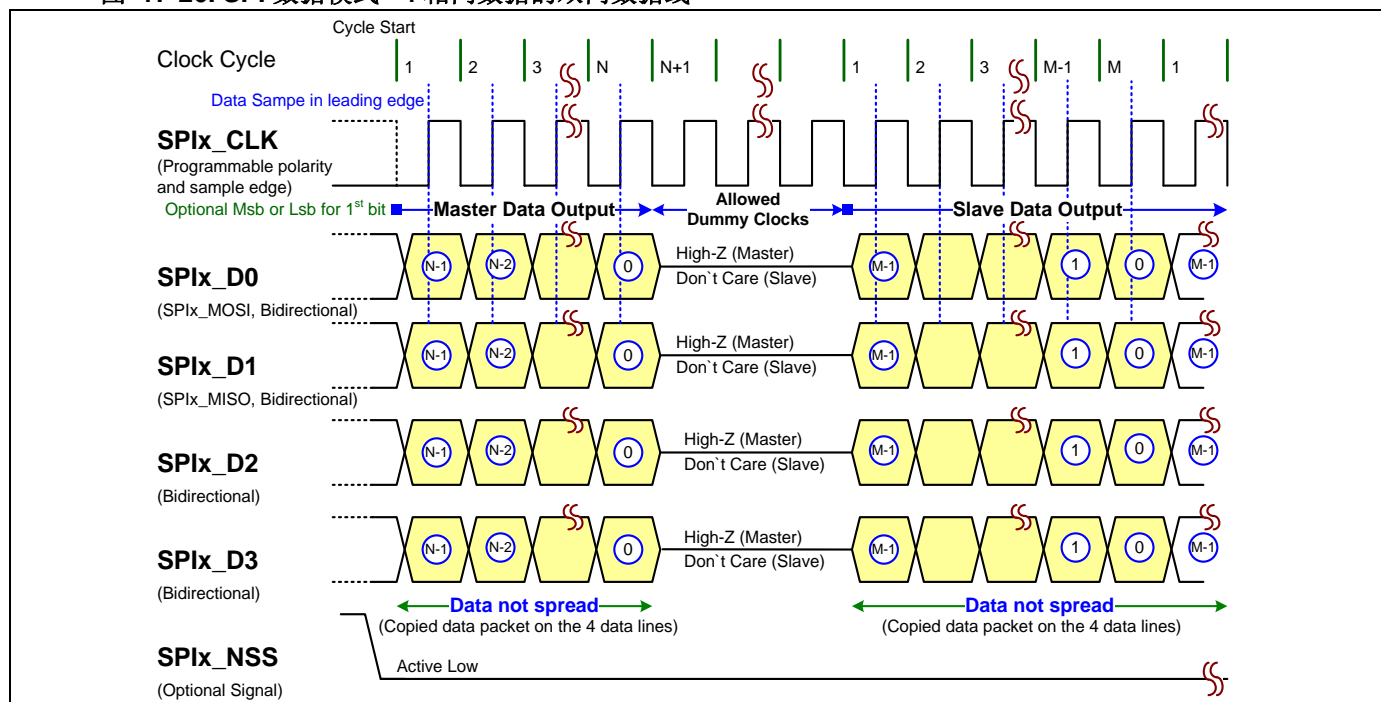 Cycle Start
Clock Cycle
1 2 3 N N+1 1 2 3 M-1 M 1
Data Sampe in leading edge
SPIx_CLK
(Programmable polarity
and sample edge)
Optional Msb or Lsb for 1st bit
Master Data Output
Allowed
Dummy Clocks
Slave Data Output
SPIx_D0
(SPIx_MOSI, Bidirectional)
N-1 N-2 0
High-Z (Master)
Don`t Care (Slave)
M-1 1 0 M-1
SPIx_D1
(SPIx_MISO, Bidirectional)
N-1 N-2 0
High-Z (Master)
Don`t Care (Slave)
M-1 1 0 M-1
SPIx_D2
(Bidirectional)
N-1 N-2 0
High-Z (Master)
Don`t Care (Slave)
M-1 1 0 M-1
SPIx_D3
(Bidirectional)
N-1 N-2 0
High-Z (Master)
Don`t Care (Slave)
M-1 1 0 M-1
Data not spread
(Copied data packet on the 4 data lines)
Data not spread
(Copied data packet on the 4 data lines)
SPIx_NSS
(Optional Signal)
Active Low